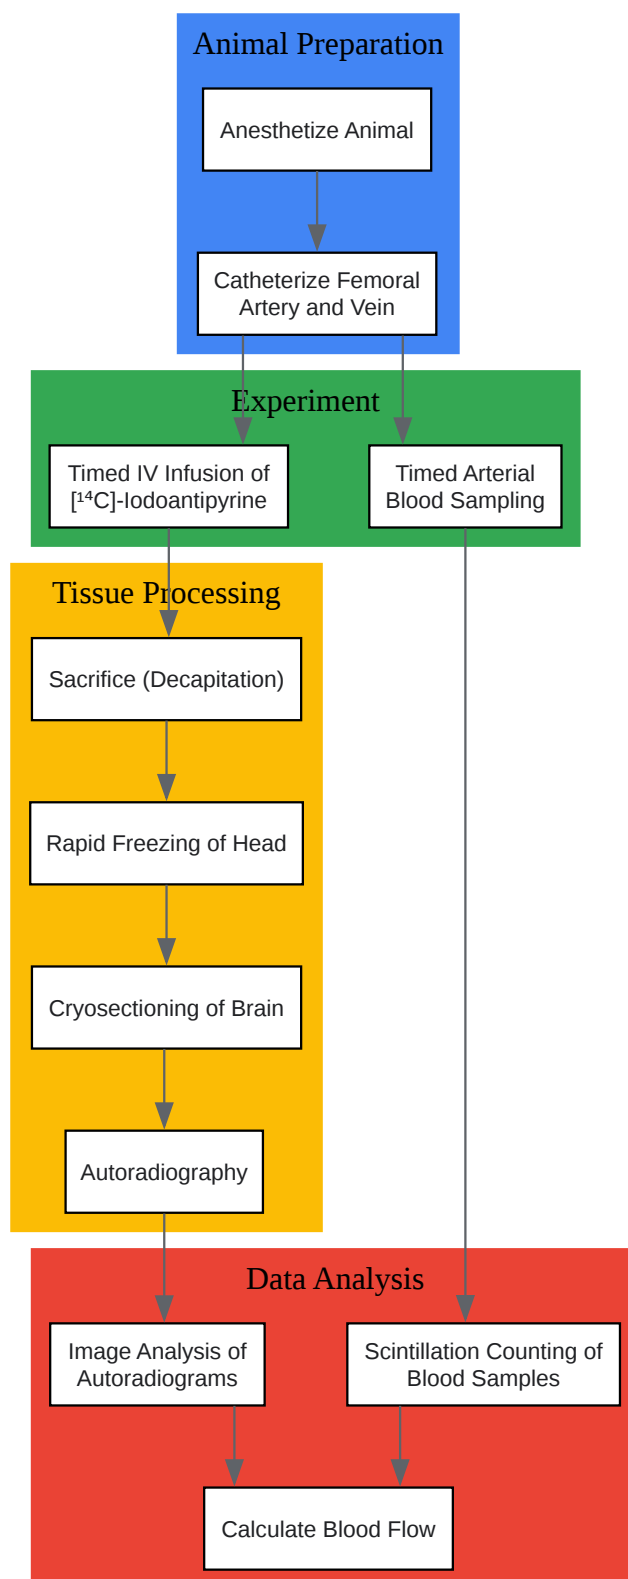 Animal Preparation
Anesthetize Animal
Catheterize Femoral
Artery and Vein
Experiment
Timed IV Infusion of
[¹⁴C]-Iodoantipyrine
Timed Arterial
Blood Sampling
Tissue Processing
Sacrifice (Decapitation)
Rapid Freezing of Head
Cryosectioning of Brain
Autoradiography
Data Analysis
Image Analysis of
Autoradiograms
Scintillation Counting of
Blood Samples
Calculate Blood Flow